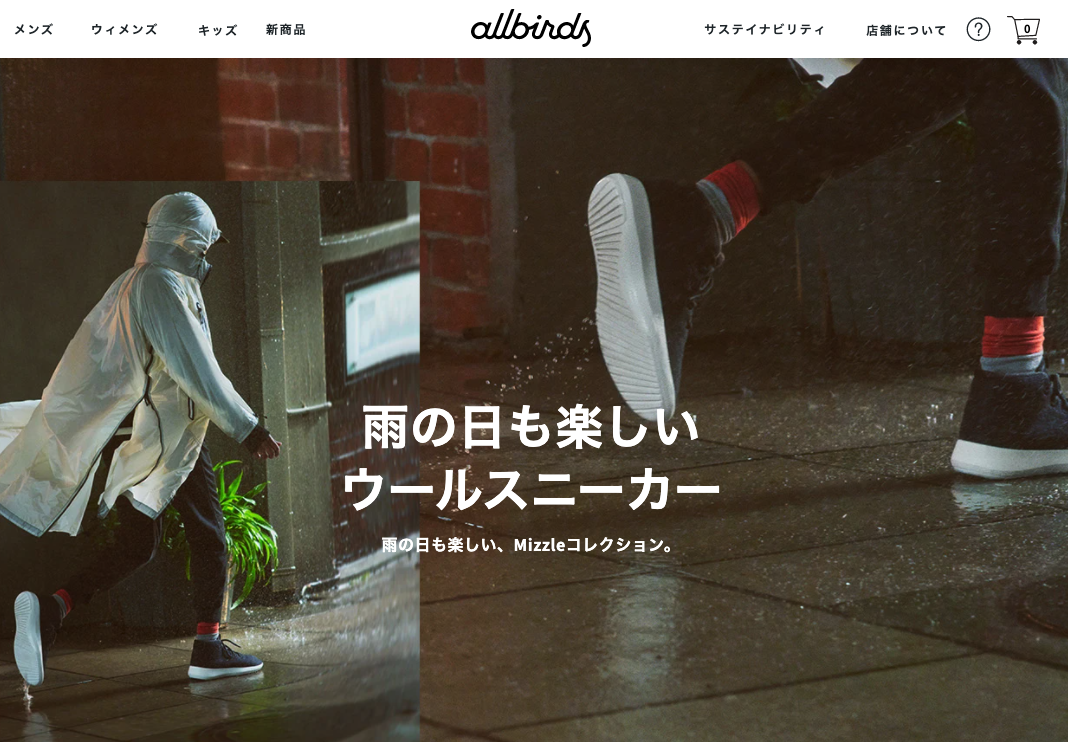 メンズ
ウィメンズ
キッズ
新商品
allbirds
サステイナビリティ
店舗について
?
0
雨の日も楽しい
ウールスニーカー
雨の日も楽しい、Mizzleコレクション。